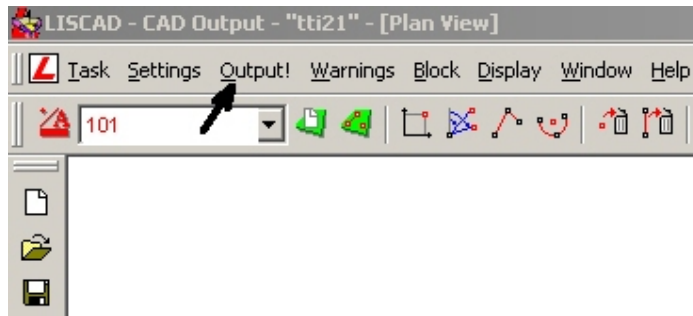 LISCAD - CAD Output - "tti21" - [Plan View]
Task Settings Output! Warnings Block Display Window Help
101